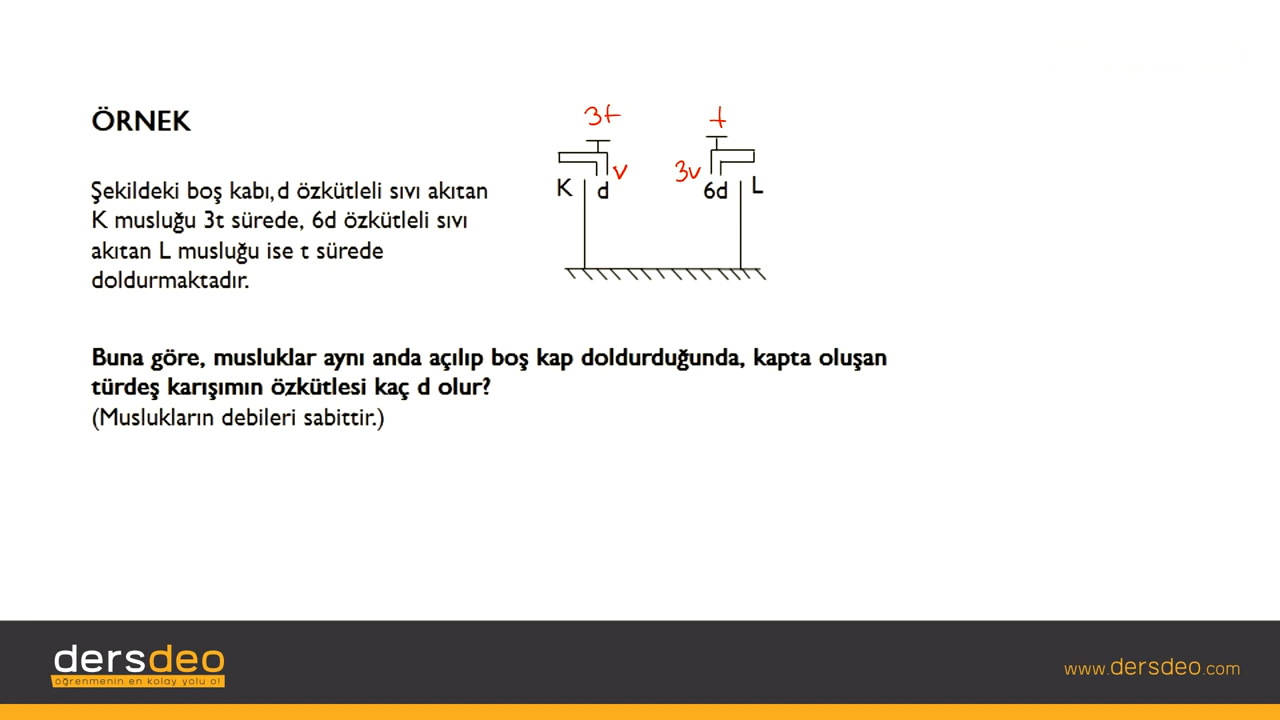 ÖRNEK
3t
t
v
3v
K
d
6d
L
Şekildeki boş kabı, d özkütleli sıvı akıtan
K musluğu 3t sürede, 6d özkütleli sıvı
akıtan L musluğu ise t sürede
doldurmaktadır.
Buna göre, musluklar aynı anda açılıp boş kap doldurduğunda, kapta oluşan
türdeş karışımın özkütlesi kaç d olur?
(Muslukların debileri sabittir.)
dersdeo
öğrenmenin en kolay yolu o!
www.dersdeo.com